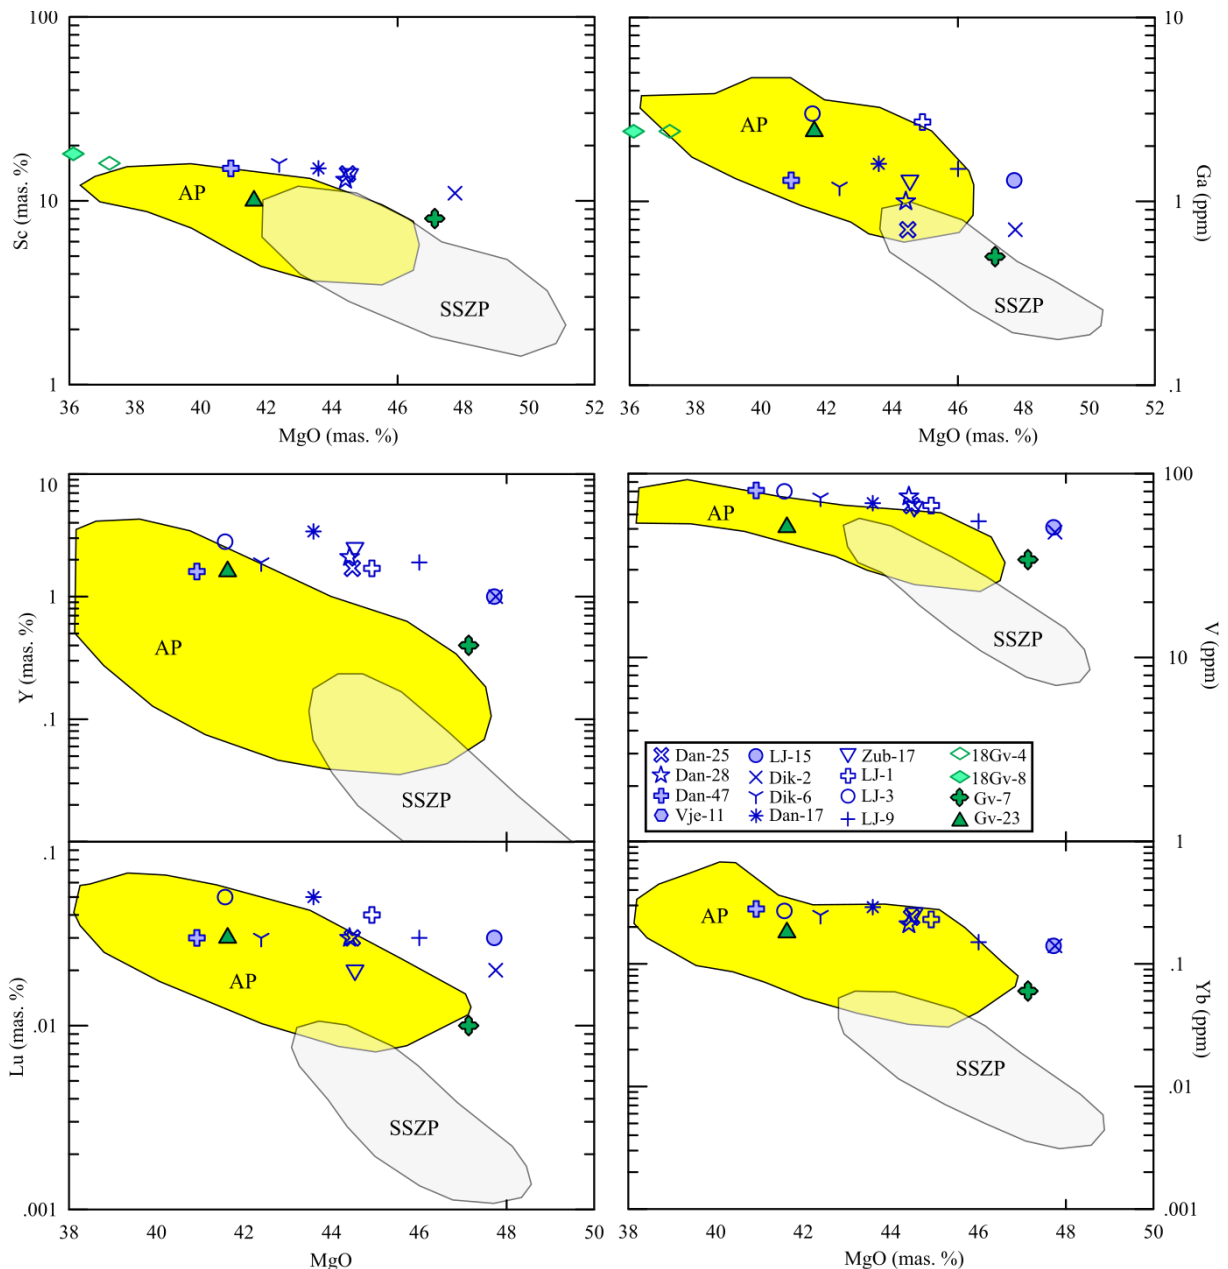 100
10
1
Sc (mas. %)
AP
SSZP
36 38 40 42 44 46 48 50 52
MgO (mas. %)
10
1
.1
Ga (ppm)
AP
SSZP
36 38 40 42 44 46 48 50 52
MgO (mas. %)
10
1
.1
Y (mas. %)
AP
SSZP
100
10
1
V (ppm)
AP
SSZP
Dan-25 LJ-15 Zub-17 18Gv-4
Dan-28 Dik-2 LJ-1 18Gv-8
Dan-47 Dik-6 LJ-3 Gv-7
Vje-11 Dan-17 LJ-9 Gv-23
.1
.01
.001
Lu (mas. %)
AP
SSZP
38 40 42 44 46 48 50
MgO
.1
.01
.001
Yb (ppm)
AP
SSZP
38 40 42 44 46 48 50
MgO (mas. %)